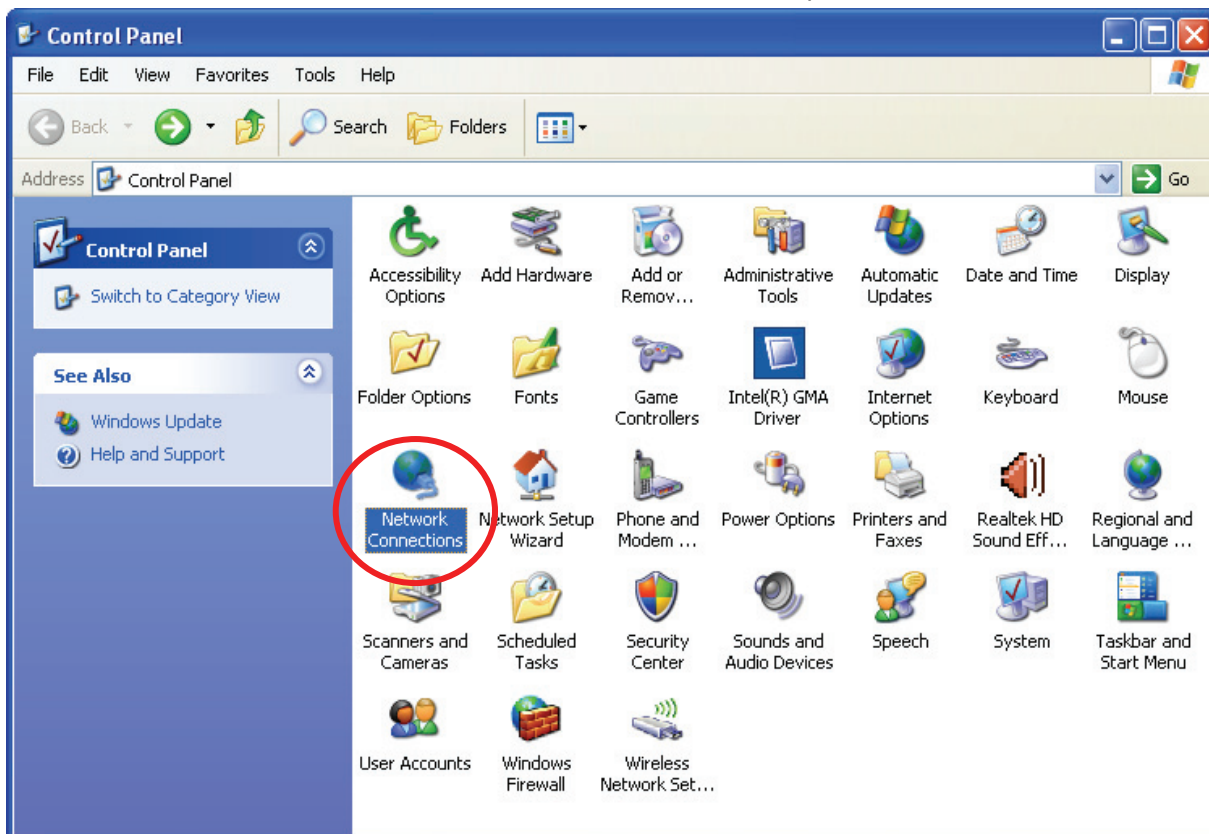 Control Panel
File Edit View Favorites Tools Help
Back Search Folders
Address Control Panel Go
Control Panel
Switch to Category View
See Also
Windows Update
Help and Support
Accessibility Options
Add Hardware
Add or Remov...
Administrative Tools
Automatic Updates
Date and Time
Display
Folder Options
Fonts
Game Controllers
Intel(R) GMA Driver
Internet Options
Keyboard
Mouse
Network Connections
Network Setup Wizard
Phone and Modem ...
Power Options
Printers and Faxes
Realtek HD Sound Eff...
Regional and Language ...
Scanners and Cameras
Scheduled Tasks
Security Center
Sounds and Audio Devices
Speech
System
Taskbar and Start Menu
User Accounts
Windows Firewall
Wireless Network Set...